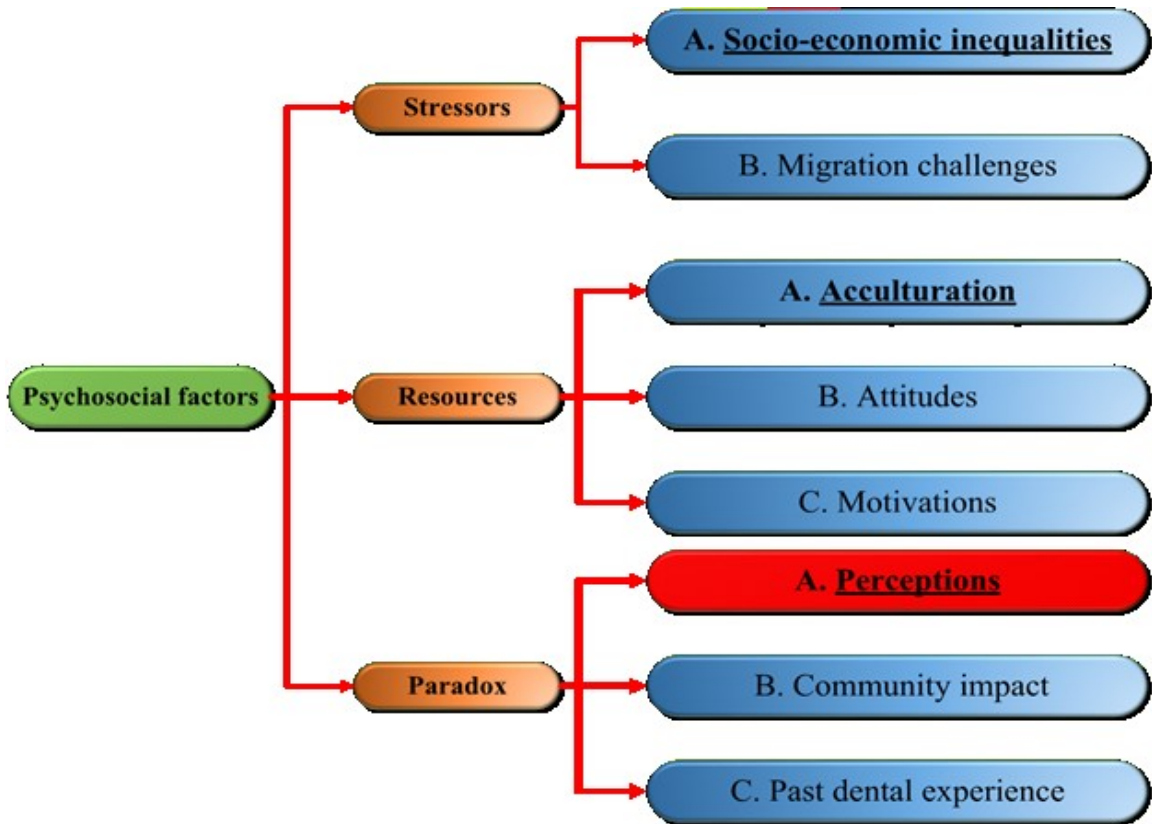 Psychosocial factors
Stressors
A. Socio-economic inequalities
B. Migration challenges
Resources
A. Acculturation
B. Attitudes
C. Motivations
Paradox
A. Perceptions
B. Community impact
C. Past dental experience